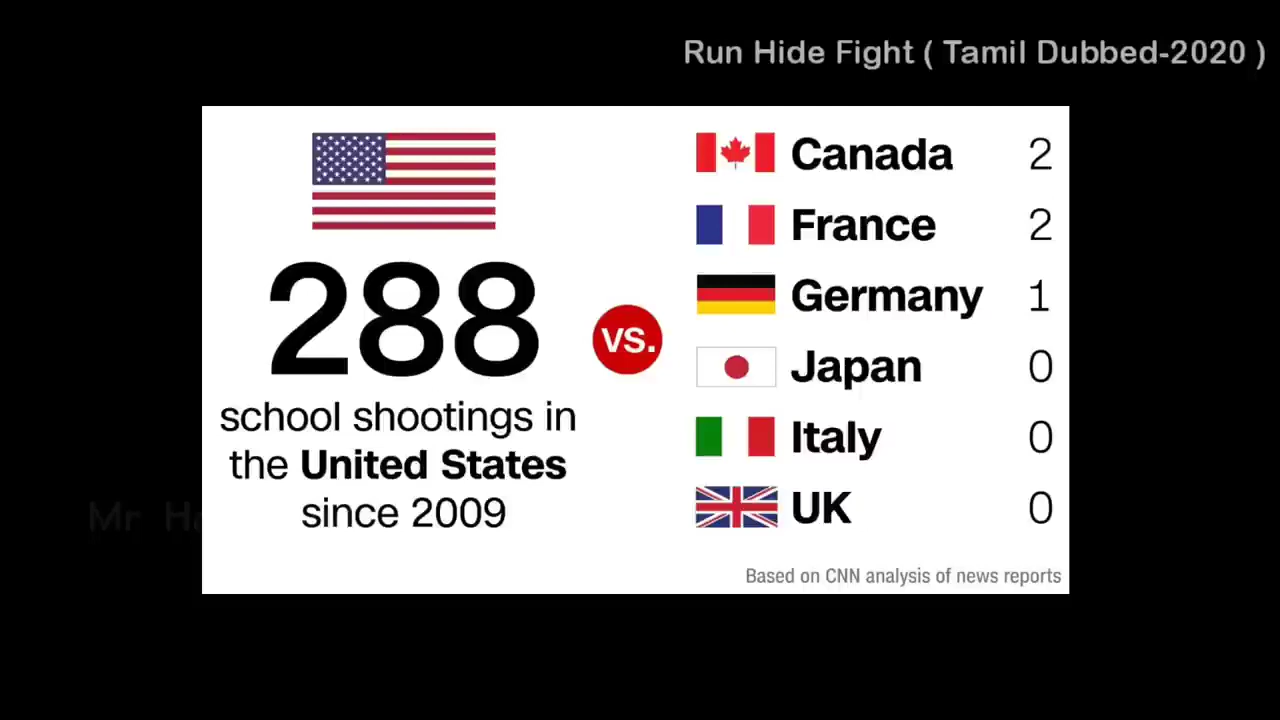 Run Hide Fight ( Tamil Dubbed-2020 )
288
school shootings in
the United States
since 2009
VS.
Canada 2
France 2
Germany 1
Japan 0
Italy 0
UK 0
Based on CNN analysis of news reports
Mr